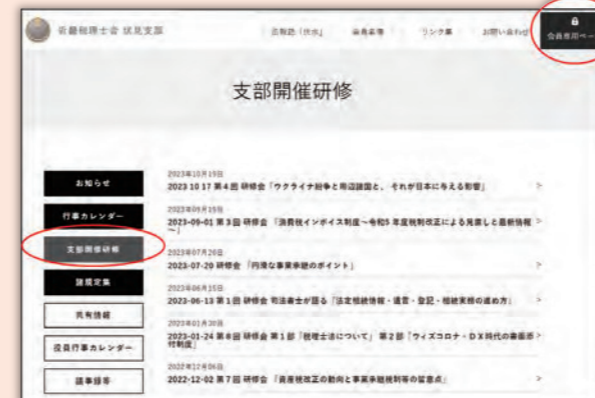 近畿税理士会 伏見支部
支部報「伏水」
会員名簿
リンク集
お問い合わせ
会員専用ペー
支部開催研修
お知らせ
行事カレンダー
支部開催研修
諸規定集
共有情報
役員行事カレンダー
議事録等
2023年10月19日
2023 10 17 第4回 研修会「ウクライナ紛争と周辺諸国と、それが日本に与える影響」
2023年09月19日
2023-09-01 第3回 研修会「消費税インボイス制度～令和5年度税制改正による見直しと最新情報
～」
2023年07月20日
2023-07-20 研修会 「円滑な事業承継のポイント」
2023年06月15日
2023-06-13 第1回 研修会 司法書士が語る「法定相続情報・遺言・登記・相続実務の進め方」
2023年01月30日
2023-01-24 第8回 研修会 第1部「税理士法について」 第2部「ウィズコロナ・DX時代の書面添
付制度」
2022年12月06日
2022-12-02 第7回 研修会 「資産税改正の動向と事業承継税制等の留意点」